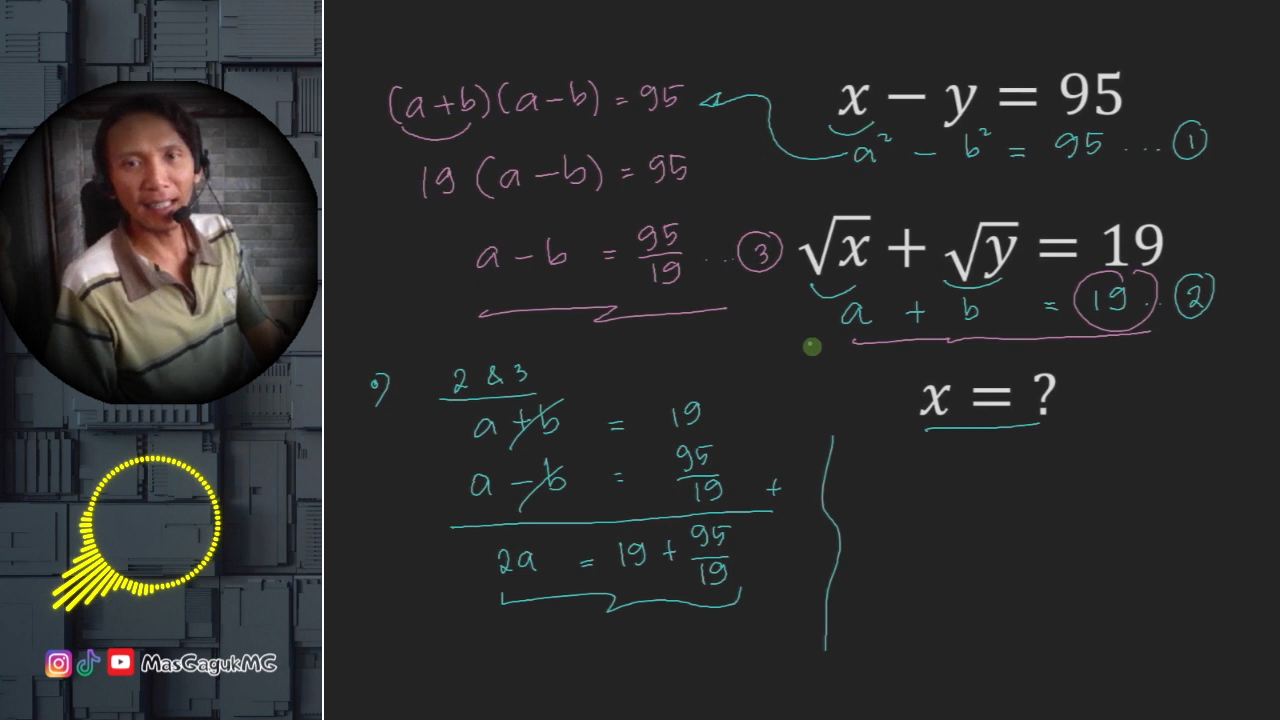 x − y = 95
a² − b² = 95 ... ①
√x + √y = 19
a + b = 19 .. ②
x = ?
(a+b)(a−b) = 95
19 (a−b) = 95
a − b = 95/19 ... ③
2 & 3
a + b = 19
a − b = 95/19 +
2a = 19 + 95/19
MasGagukMG